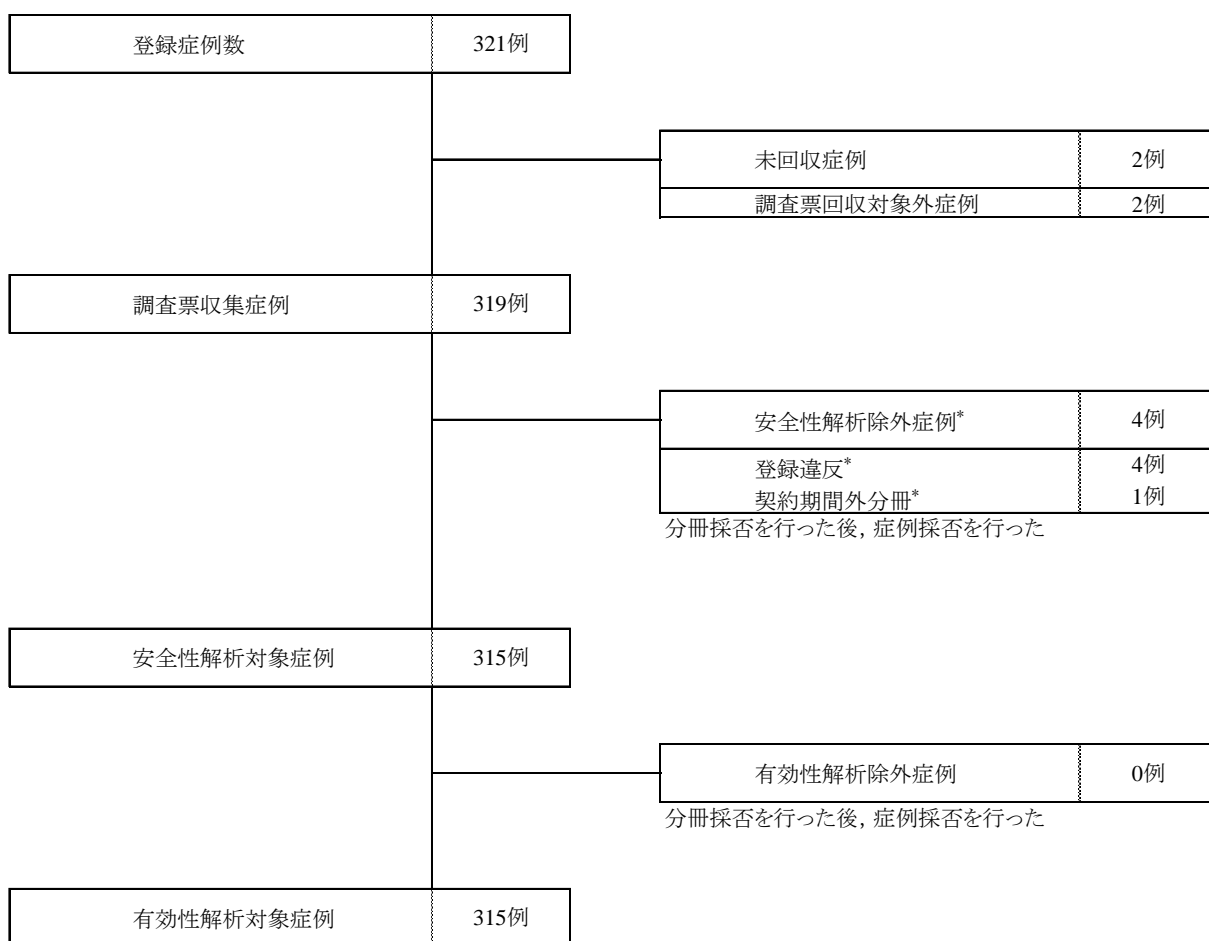 登録症例数 321例
未回収症例 2例
調査票回収対象外症例 2例
調査票収集症例 319例
安全性解析除外症例* 4例
登録違反* 4例
契約期間外分冊* 1例
分冊採否を行った後, 症例採否を行った
安全性解析対象症例 315例
有効性解析除外症例 0例
分冊採否を行った後, 症例採否を行った
有効性解析対象症例 315例